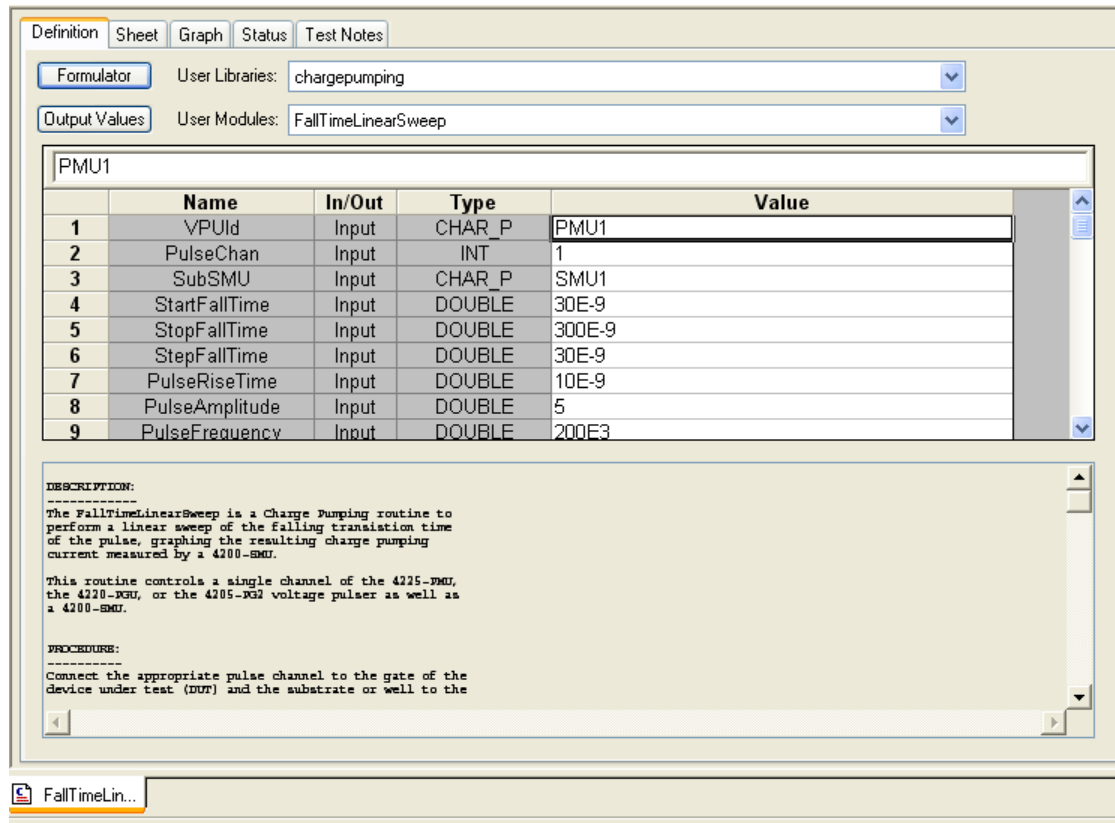 Definition Sheet Graph Status Test Notes
Formulator User Libraries: chargepumping
Output Values User Modules: FallTimeLinearSweep
PMU1
Name In/Out Type Value
1 VPUId Input CHAR_P PMU1
2 PulseChan Input INT 1
3 SubSMU Input CHAR_P SMU1
4 StartFallTime Input DOUBLE 30E-9
5 StopFallTime Input DOUBLE 300E-9
6 StepFallTime Input DOUBLE 30E-9
7 PulseRiseTime Input DOUBLE 10E-9
8 PulseAmplitude Input DOUBLE 5
9 PulseFrequency Input DOUBLE 200E3
DESCRIPTION:
------------
The FallTimeLinearSweep is a Charge Pumping routine to
perform a linear sweep of the falling transistion time
of the pulse, graphing the resulting charge pumping
current measured by a 4200-SMU.
This routine controls a single channel of the 4225-PMU,
the 4220-PGU, or the 4205-PG2 voltage pulser as well as
a 4200-SMU.
PROCEDURE:
----------
Connect the appropriate pulse channel to the gate of the
device under test (DUT) and the substrate or well to the
FallTimeLin...